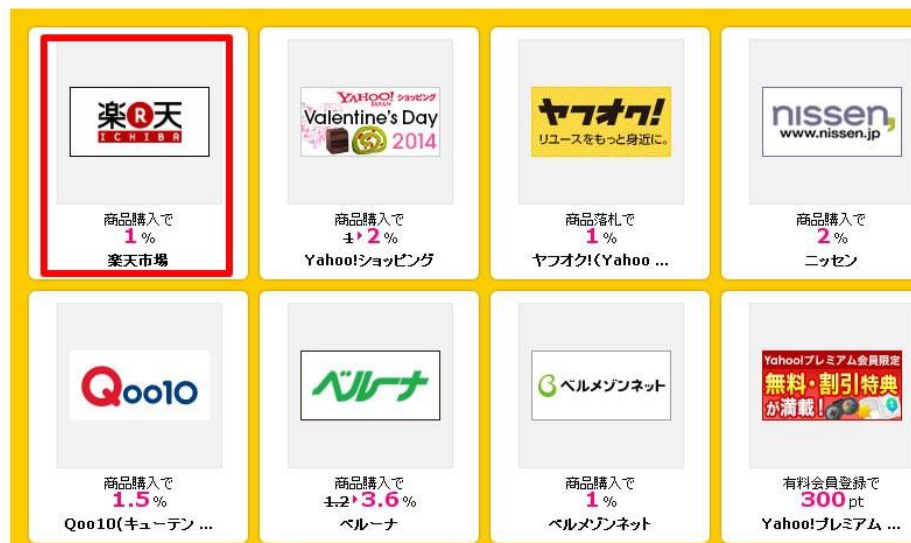 楽R天
ICHIBA
商品購入で
1%
楽天市場
YAHOO! ショッピング
JAPAN
Valentine's Day
2014
商品購入で
1▶2%
Yahoo!ショッピング
ヤフオク!
リユースをもっと身近に。
商品落札で
1%
ヤフオク!(Yahoo ...
nissen,
www.nissen.jp
商品購入で
2%
ニッセン
Qoo10
商品購入で
1.5%
Qoo10(キューテン ...
ベルーナ
商品購入で
1.2▶3.6%
ベルーナ
ベルメゾンネット
商品購入で
1%
ベルメゾンネット
Yahoo!プレミアム会員限定
無料・割引特典
が満載!
有料会員登録で
300pt
Yahoo!プレミアム ...